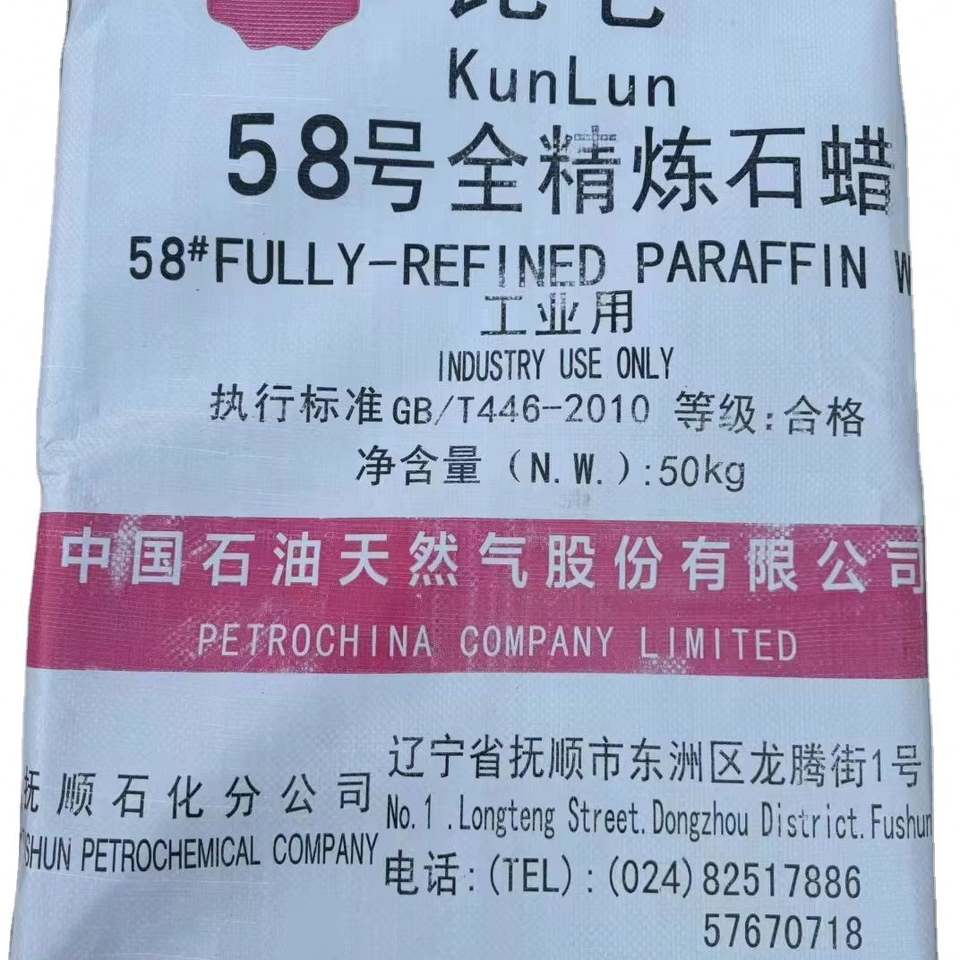 KunLun
58号全精炼石蜡
58#FULLY-REFINED PARAFFIN W
工业用
INDUSTRY USE ONLY
执行标准 GB/T446-2010 等级:合格
净含量 (N.W.):50kg
中国石油天然气股份有限公司
PETROCHINA COMPANY LIMITED
抚顺石化分公司
SHUN PETROCHEMICAL COMPANY
辽宁省抚顺市东洲区龙腾街1号
No.1.Longteng Street.Dongzhou District.Fushun
电话:(TEL):(024)82517886
57670718